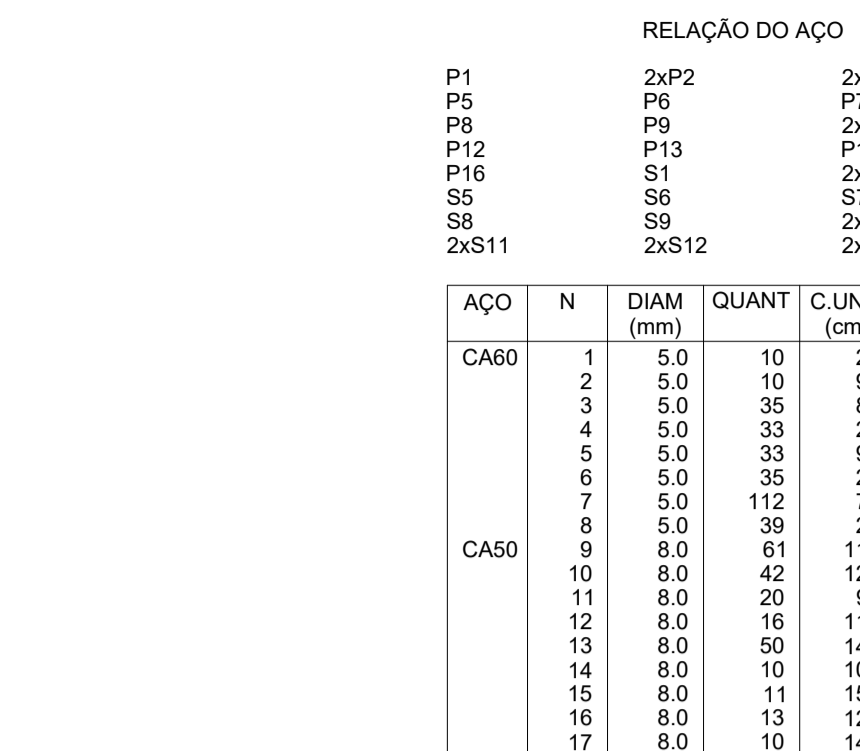 RELAÇÃO DO AÇO
P1 2xP2
P5 P6
P8 P9
P12 P13
P16 S1
S5 S6
S8 S9
2xS11 2xS12
AÇO N DIAM QUANT
(mm)
CA60 1 5.0 10
2 5.0 10
3 5.0 35
4 5.0 33
5 5.0 33
6 5.0 35
7 5.0 112
8 5.0 39
CA50 9 8.0 61
10 8.0 42
11 8.0 20
12 8.0 16
13 8.0 50
14 8.0 10
15 8.0 11
16 8.0 13
17 8.0 10